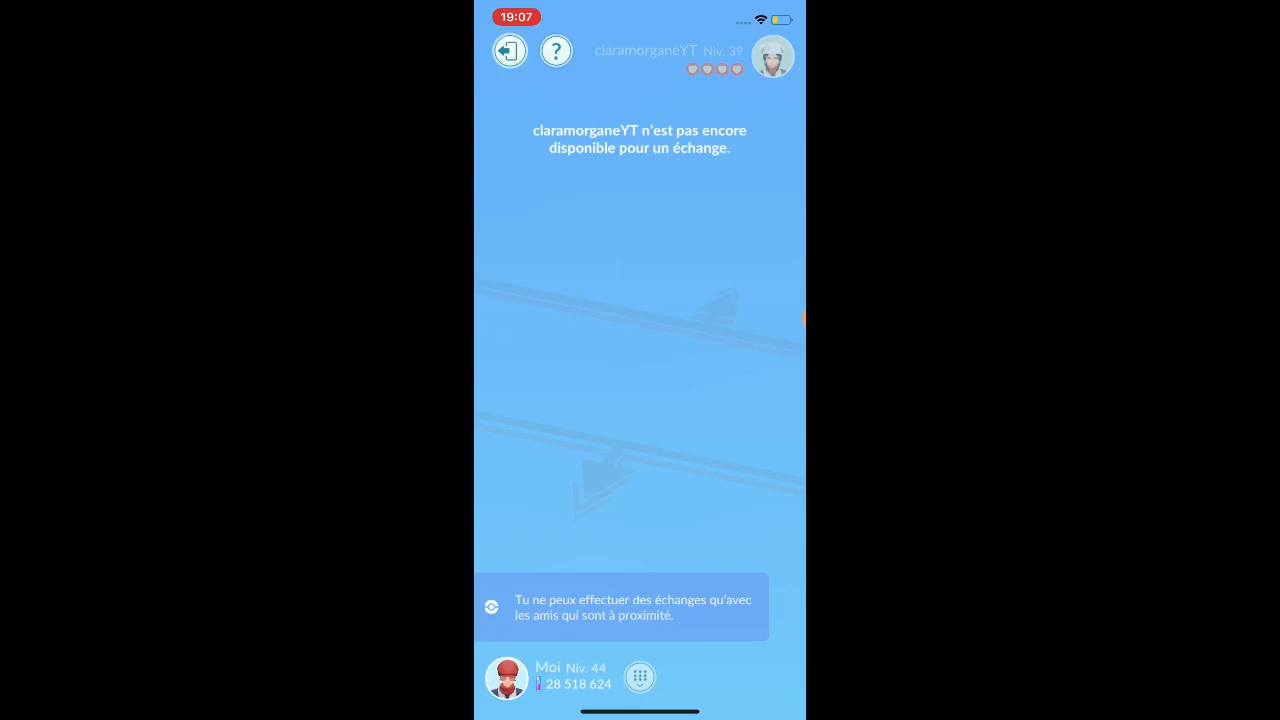 19:07
?
claramorganeYT Niv. 39
claramorganeYT n'est pas encore
disponible pour un échange.
Tu ne peux effectuer des échanges qu'avec
les amis qui sont à proximité.
Moi Niv. 44
28 518 624